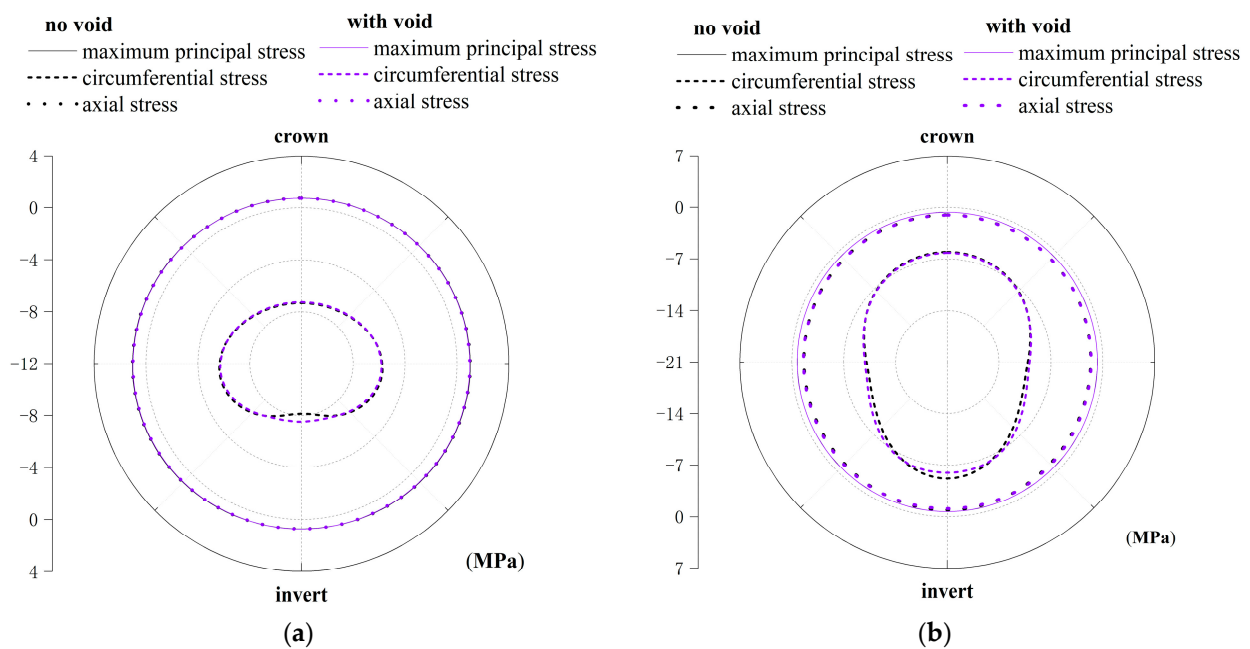 no void with void
maximum principal stress maximum principal stress
circumferential stress circumferential stress
axial stress axial stress
crown
4
0
−4
−8
−12
−8
−4
0
4
(MPa)
invert
(a)
no void with void
maximum principal stress maximum principal stress
circumferential stress circumferential stress
axial stress axial stress
crown
7
0
−7
−14
−21
−14
−7
0
7
(MPa)
invert
(b)